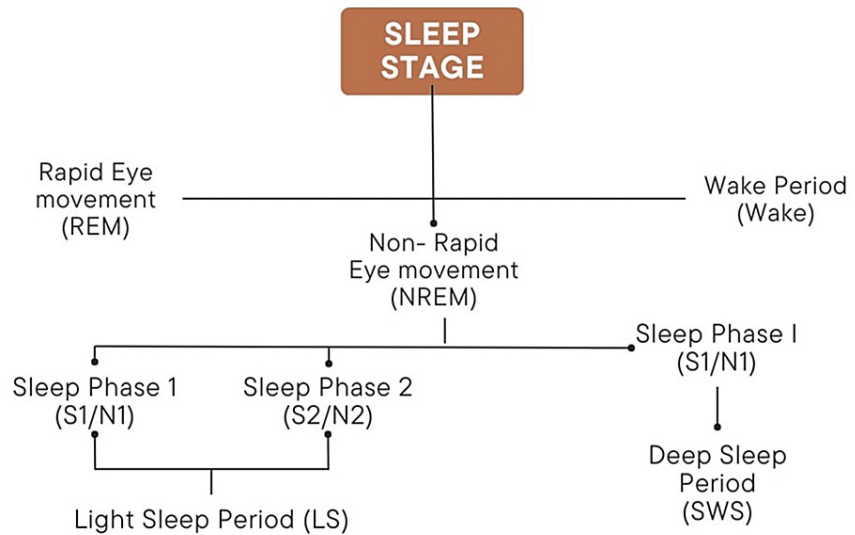 SLEEP
STAGE
Rapid Eye
movement
(REM)
Wake Period
(Wake)
Non- Rapid
Eye movement
(NREM)
Sleep Phase I
(S1/N1)
Sleep Phase 1
(S1/N1)
Sleep Phase 2
(S2/N2)
Deep Sleep
Period
(SWS)
Light Sleep Period (LS)